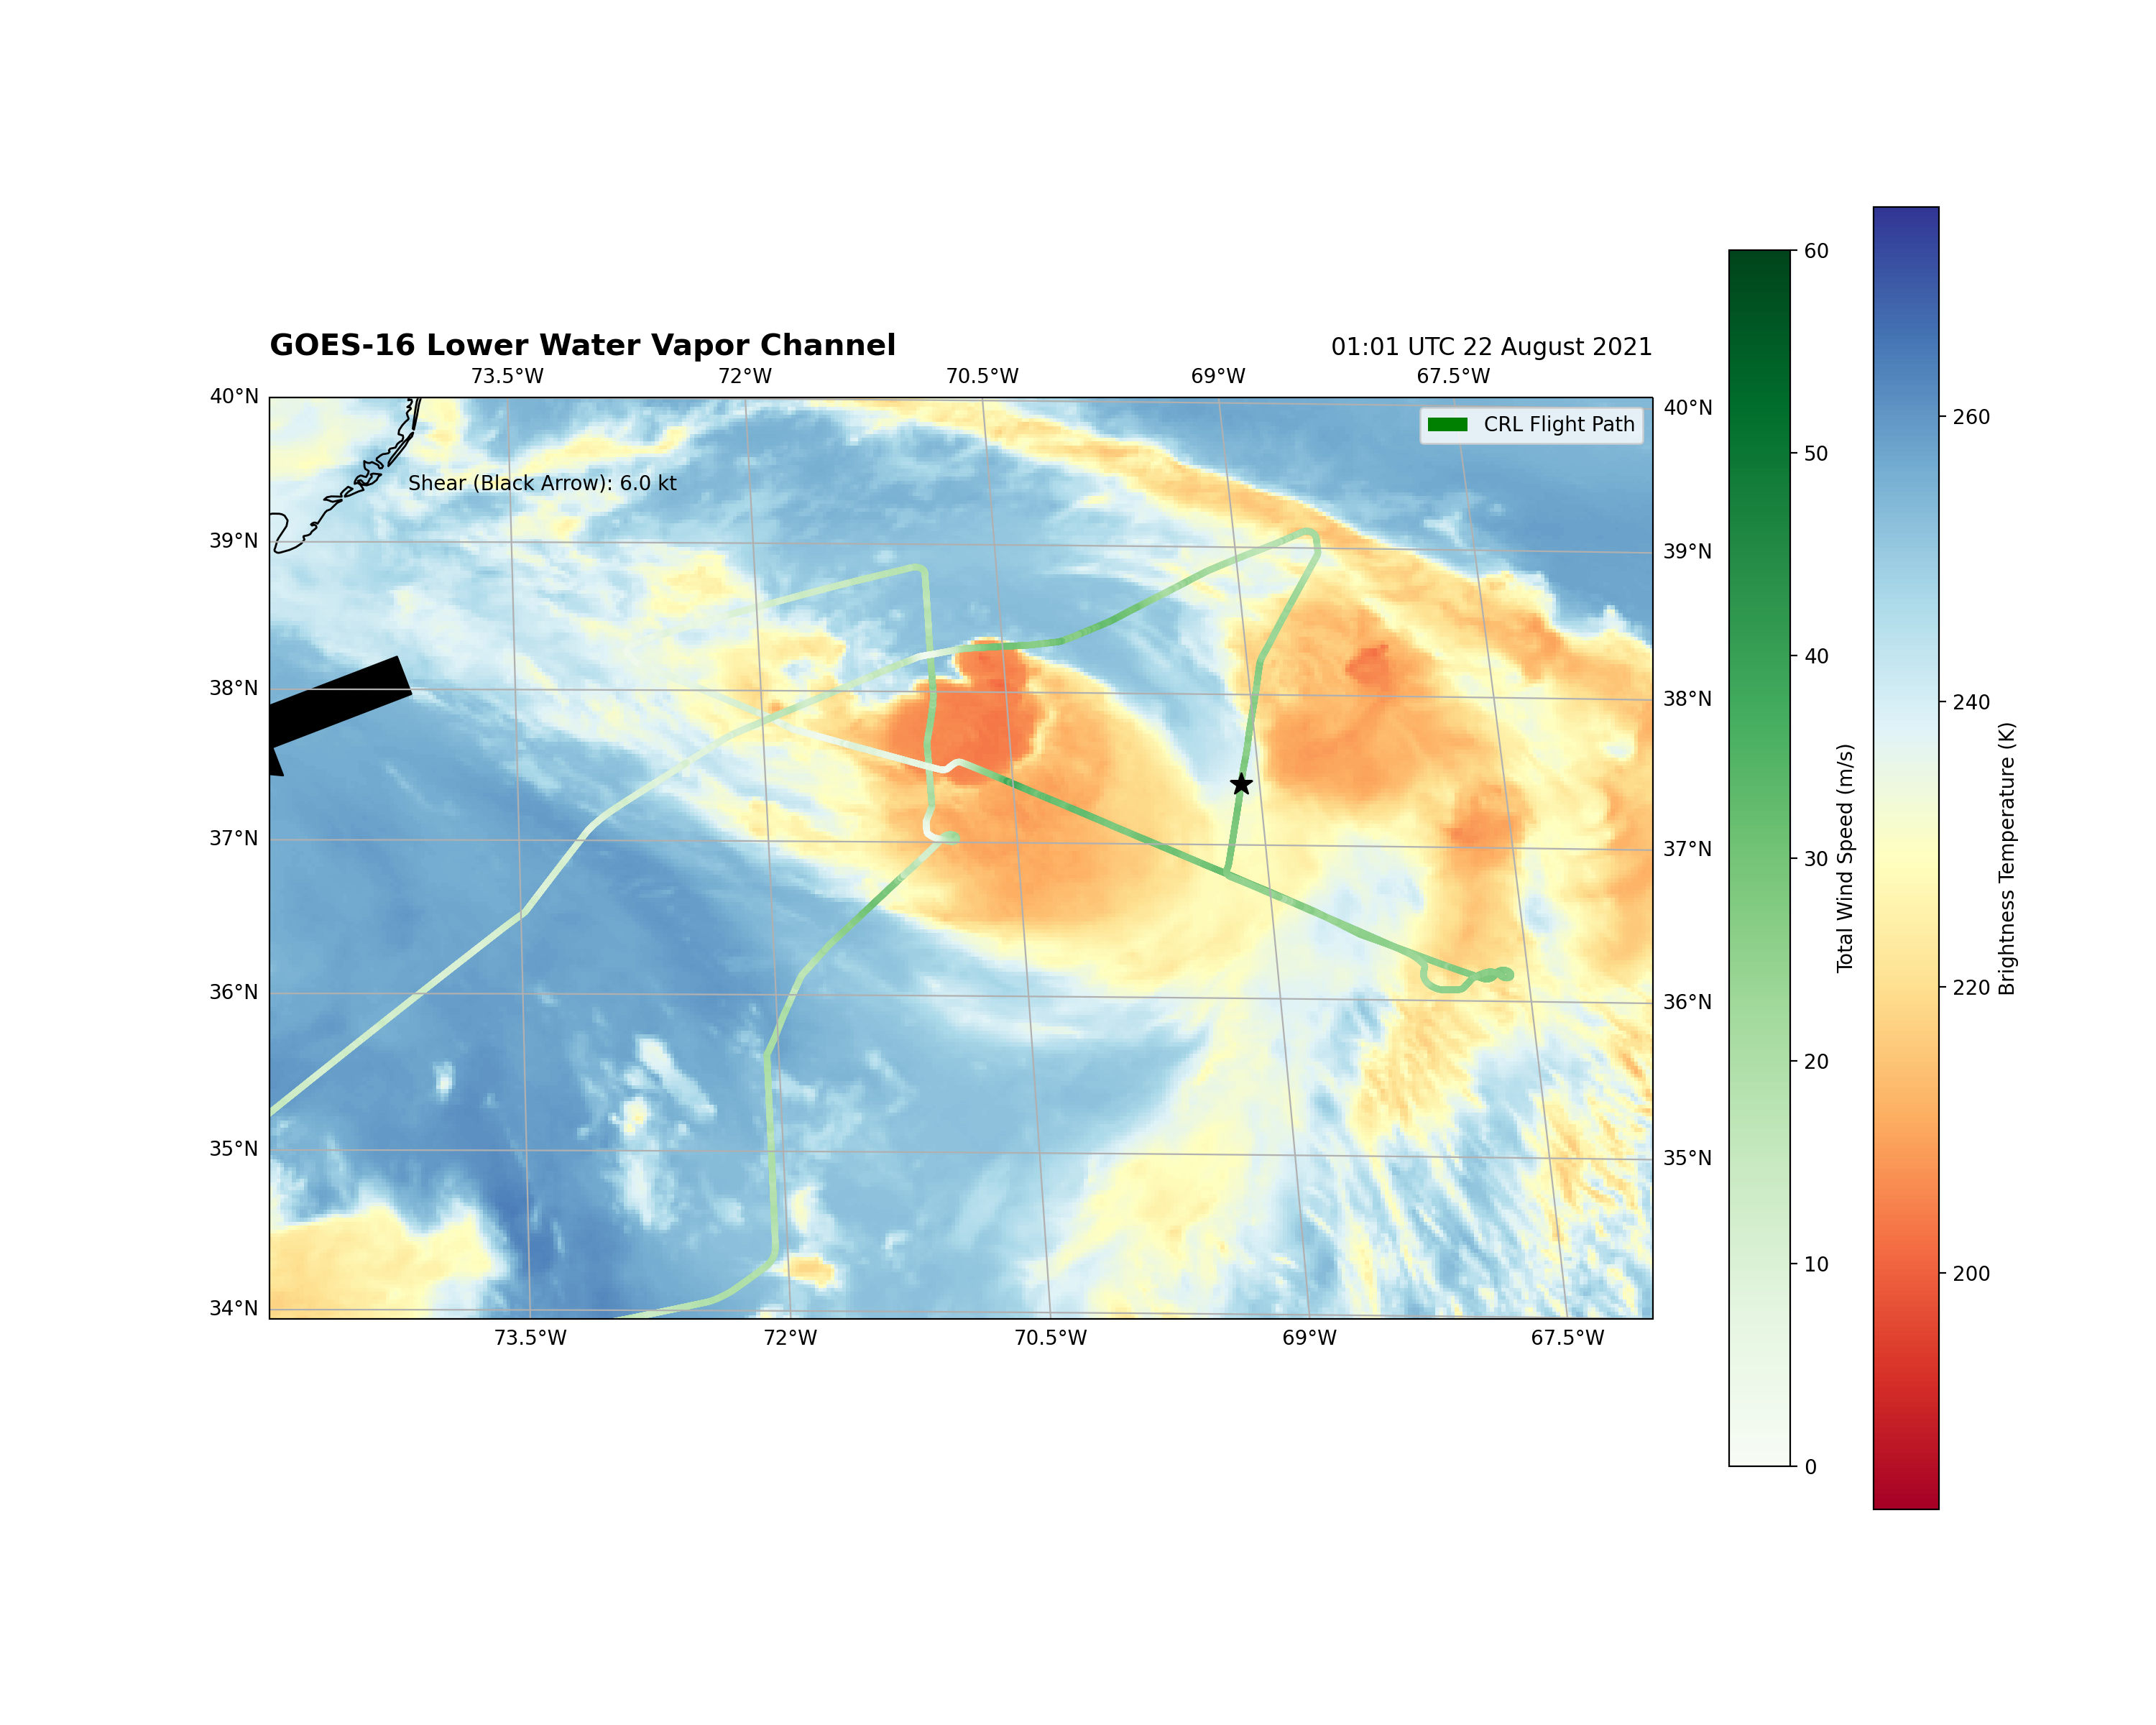 GOES-16 Lower Water Vapor Channel
01:01 UTC 22 August 2021
73.5°W 72°W 70.5°W 69°W 67.5°W
40°N 40°N
CRL Flight Path
Shear (Black Arrow): 6.0 kt
39°N 39°N
38°N 38°N
37°N 37°N
36°N 36°N
35°N 35°N
34°N
73.5°W 72°W 70.5°W 69°W 67.5°W
60
50
40
30
20
10
0
Total Wind Speed (m/s)
260
240
220
200
Brightness Temperature (K)